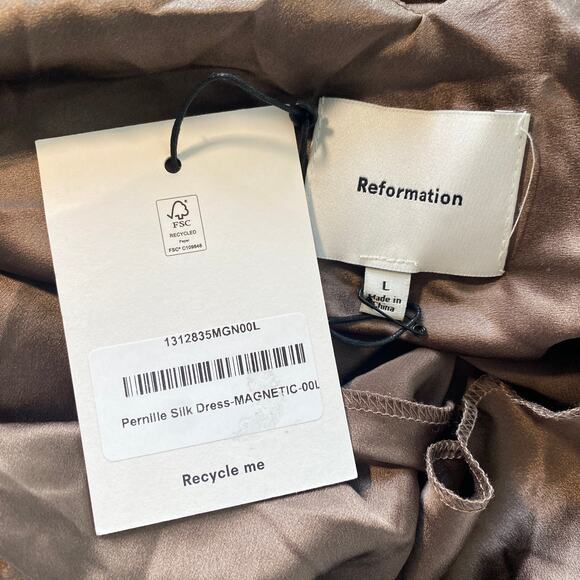 FSC
RECYCLED
Paper
FSC® C109848
1312835MGN00L
Pernille Silk Dress-MAGNETIC-00L
Recycle me
Reformation
L
Made in
China